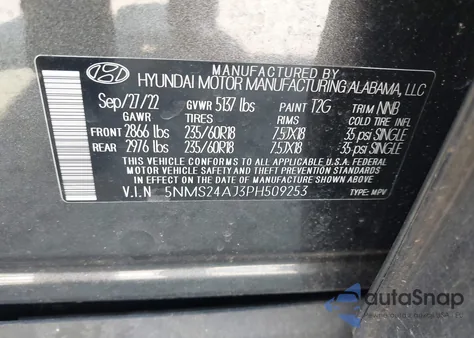 MANUFACTURED BY
HYUNDAI MOTOR MANUFACTURING ALABAMA, LLC
Sep/27/22 GVWR 5137 lbs PAINT T2G TRIM NNB
GAWR TIRES RIMS COLD TIRE INFL.
FRONT 2866 lbs 235/60R18 7.5JX18 35 psi SINGLE
REAR 2976 lbs 235/60R18 7.5JX18 35 psi SINGLE
THIS VEHICLE CONFORMS TO ALL APPLICABLE U.S.A. FEDERAL
MOTOR VEHICLE SAFETY AND THEFT PREVENTION STANDARDS
IN EFFECT ON THE DATE OF MANUFACTURE SHOWN ABOVE.
V.I.N 5NMS24AJ3PH509253 TYPE: MPV
autaSnap